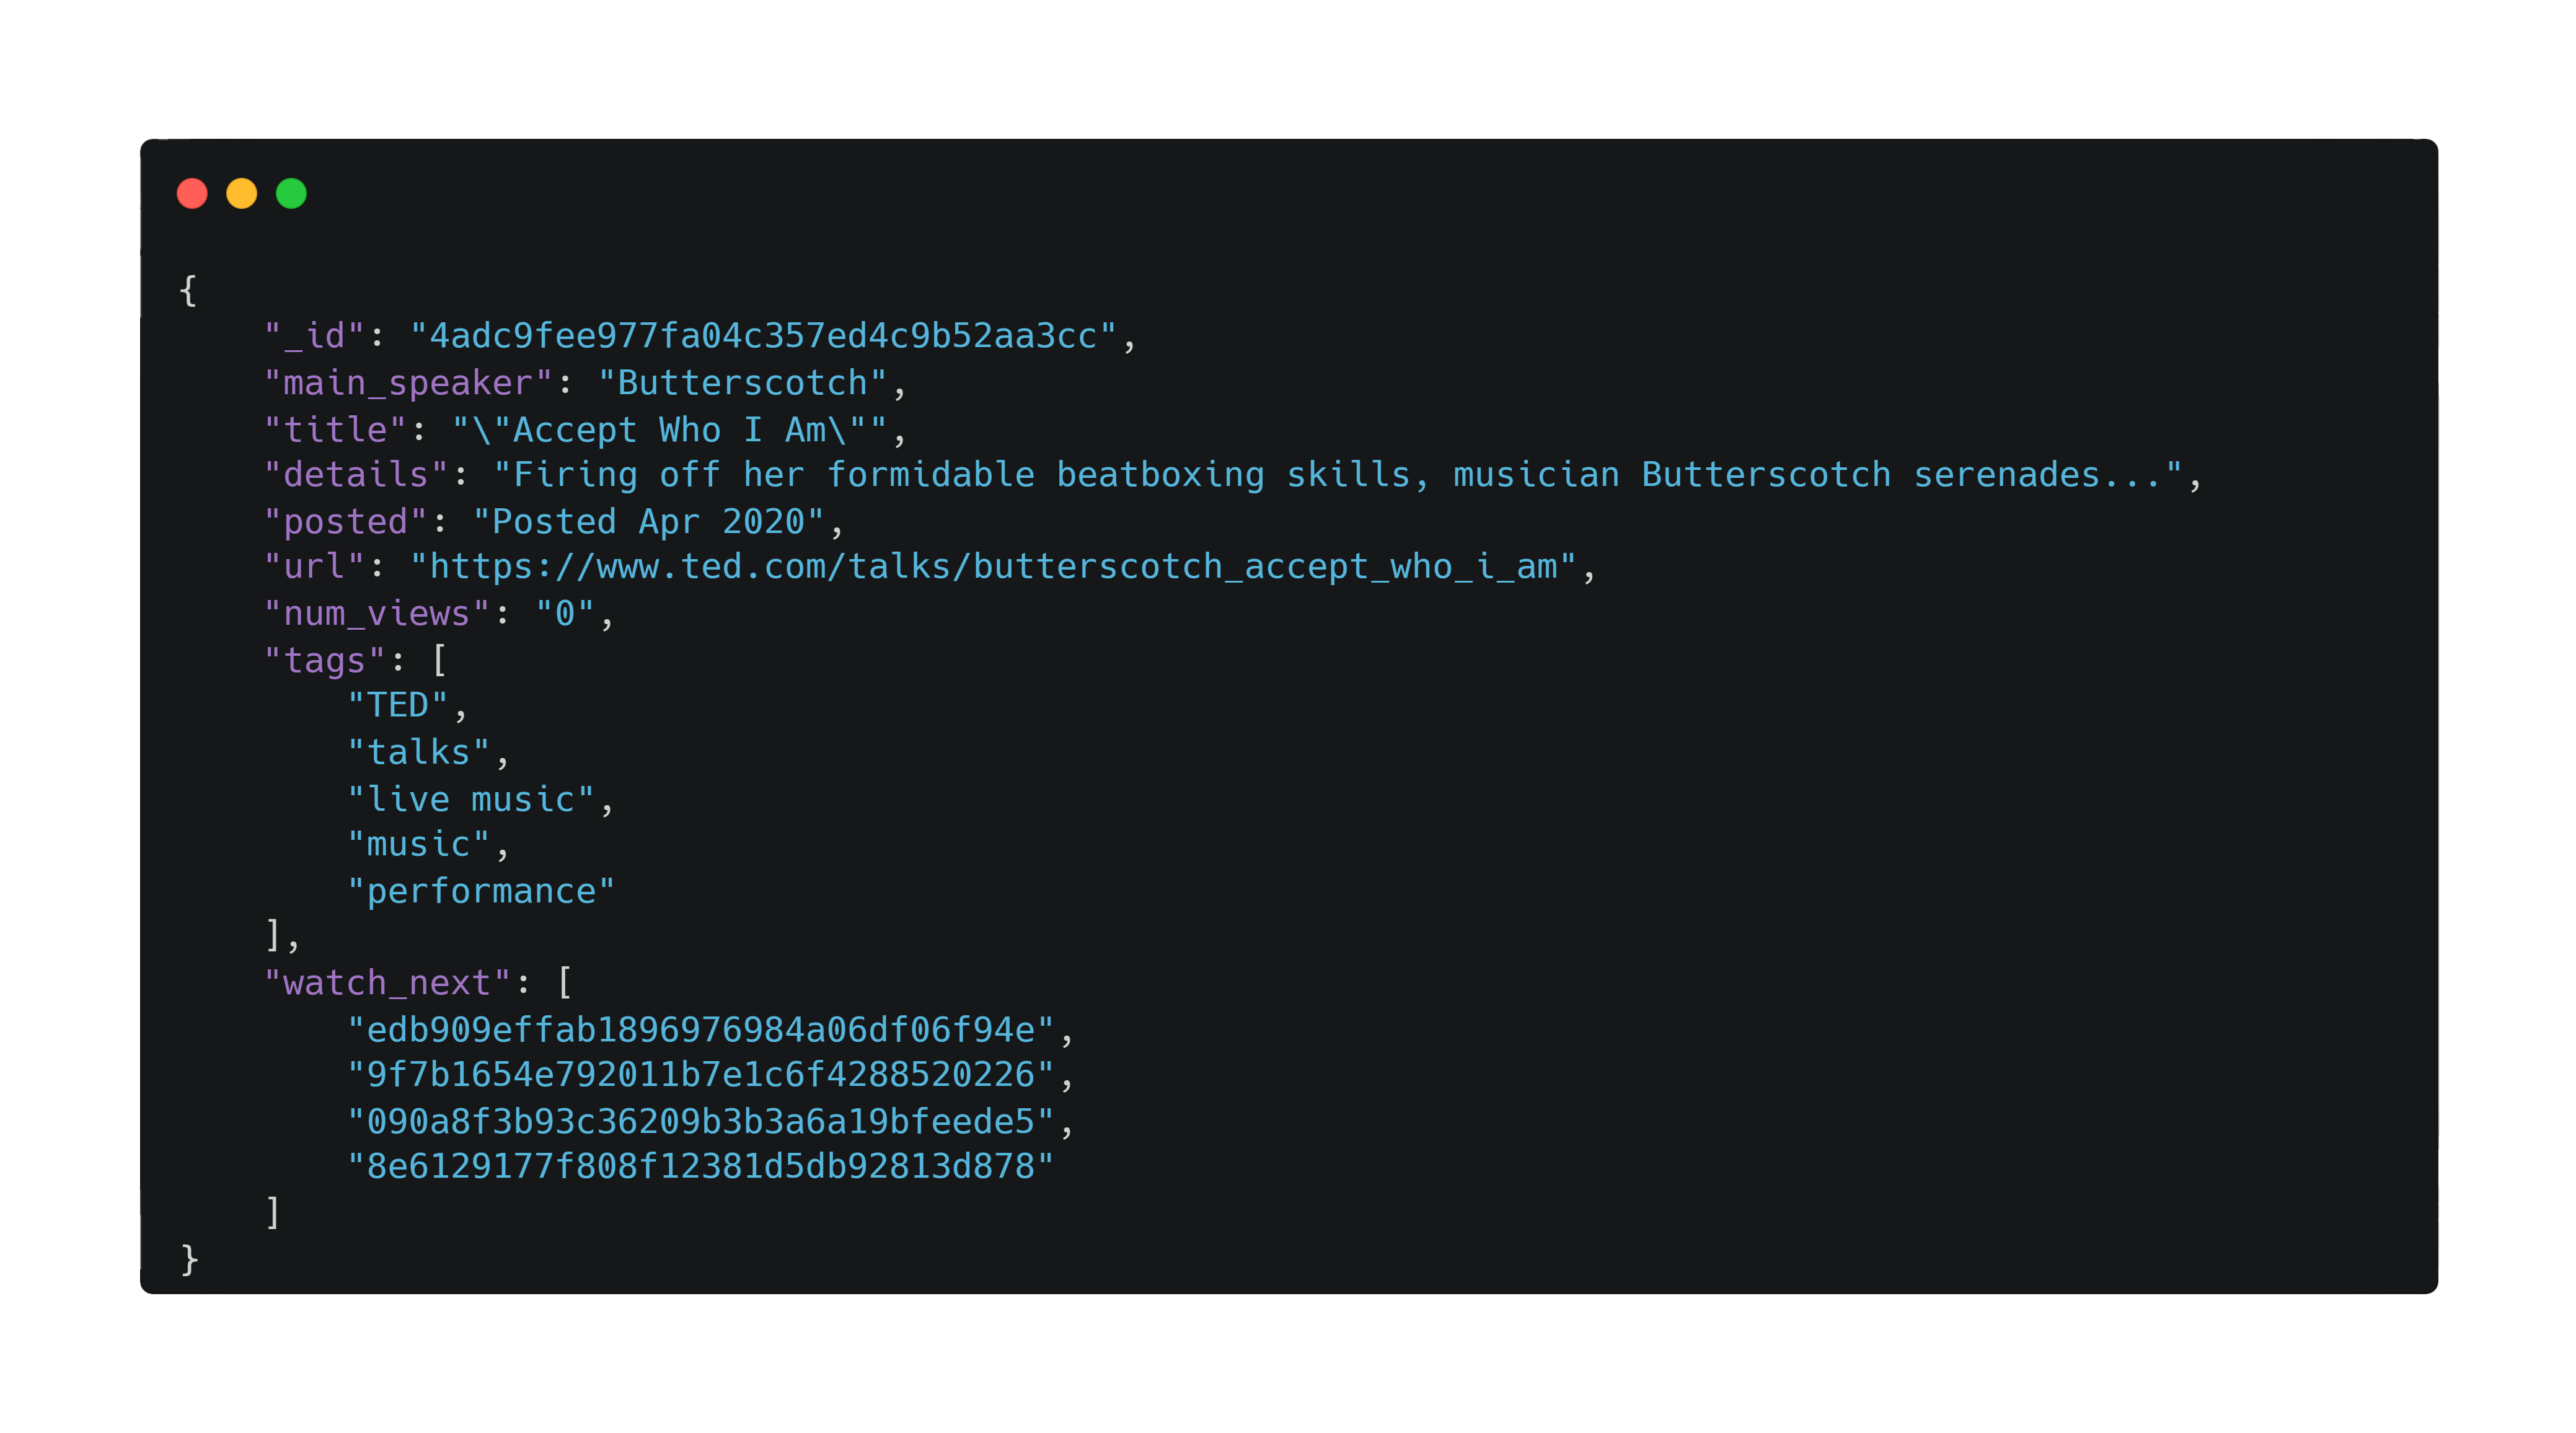 {
    "_id": "4adc9fee977fa04c357ed4c9b52aa3cc",
    "main_speaker": "Butterscotch",
    "title": "\"Accept Who I Am\"",
    "details": "Firing off her formidable beatboxing skills, musician Butterscotch serenades...",
    "posted": "Posted Apr 2020",
    "url": "https://www.ted.com/talks/butterscotch_accept_who_i_am",
    "num_views": "0",
    "tags": [
        "TED",
        "talks",
        "live music",
        "music",
        "performance"
    ],
    "watch_next": [
        "edb909effab1896976984a06df06f94e",
        "9f7b1654e792011b7e1c6f4288520226",
        "090a8f3b93c36209b3b3a6a19bfeede5",
        "8e6129177f808f12381d5db92813d878"
    ]
}